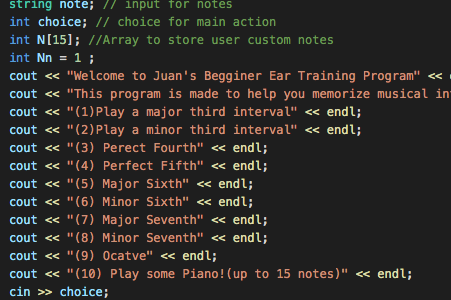 string note; // input for notes
int choice; // choice for main action
int N[15]; //Array to store user custom notes
int Nn = 1 ;
cout << "Welcome to Juan's Begginer Ear Training Program" <<
cout << "This program is made to help you memorize musical
cout << "(1)Play a major third interval" << endl;
cout << "(2)Play a minor third interval" << endl;
cout << "(3) Perect Fourth" << endl;
cout << "(4) Perfect Fifth" << endl;
cout << "(5) Major Sixth" << endl;
cout << "(6) Minor Sixth" << endl;
cout << "(7) Major Seventh" << endl;
cout << "(8) Minor Seventh" << endl;
cout << "(9) Ocatve" << endl;
cout << "(10) Play some Piano!(up to 15 notes)" << endl;
cin >> choice;